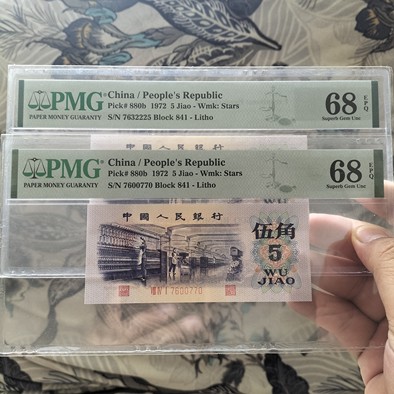 PMG
PAPER MONEY GUARANTY
China / People's Republic
Pick# 880b 1972 5 Jiao - Wmk: Stars
S/N 7632225 Block 841 - Litho
68 EPQ
Superb Gem Unc
PMG
PAPER MONEY GUARANTY
China / People's Republic
Pick# 880b 1972 5 Jiao - Wmk: Stars
S/N 7600770 Block 841 - Litho
68 EPQ
Superb Gem Unc
中国人民银行
伍角
5
WU
JIAO
7600770